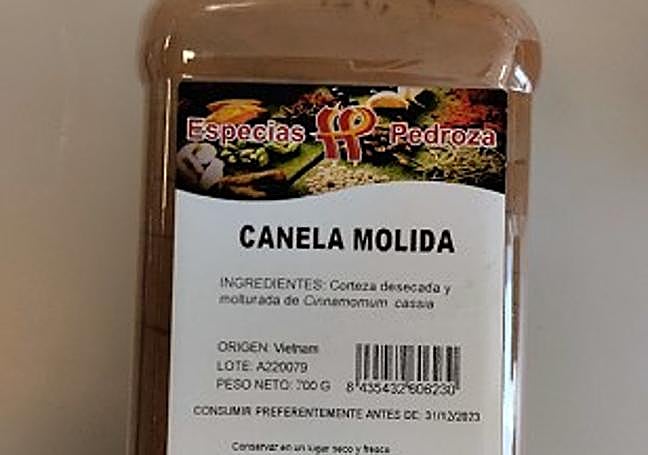 Especias Pedroza
CANELA MOLIDA
INGREDIENTES: Corteza desecada y
molturada de Cinnamomum cassia
ORIGEN: Vietnam
LOTE: A220079
PESO NETO: 700 G
8 435432 606230
CONSUMIR PREFERENTEMENTE ANTES DE: 31/12/2023
Conservar en un lugar seco y fresco